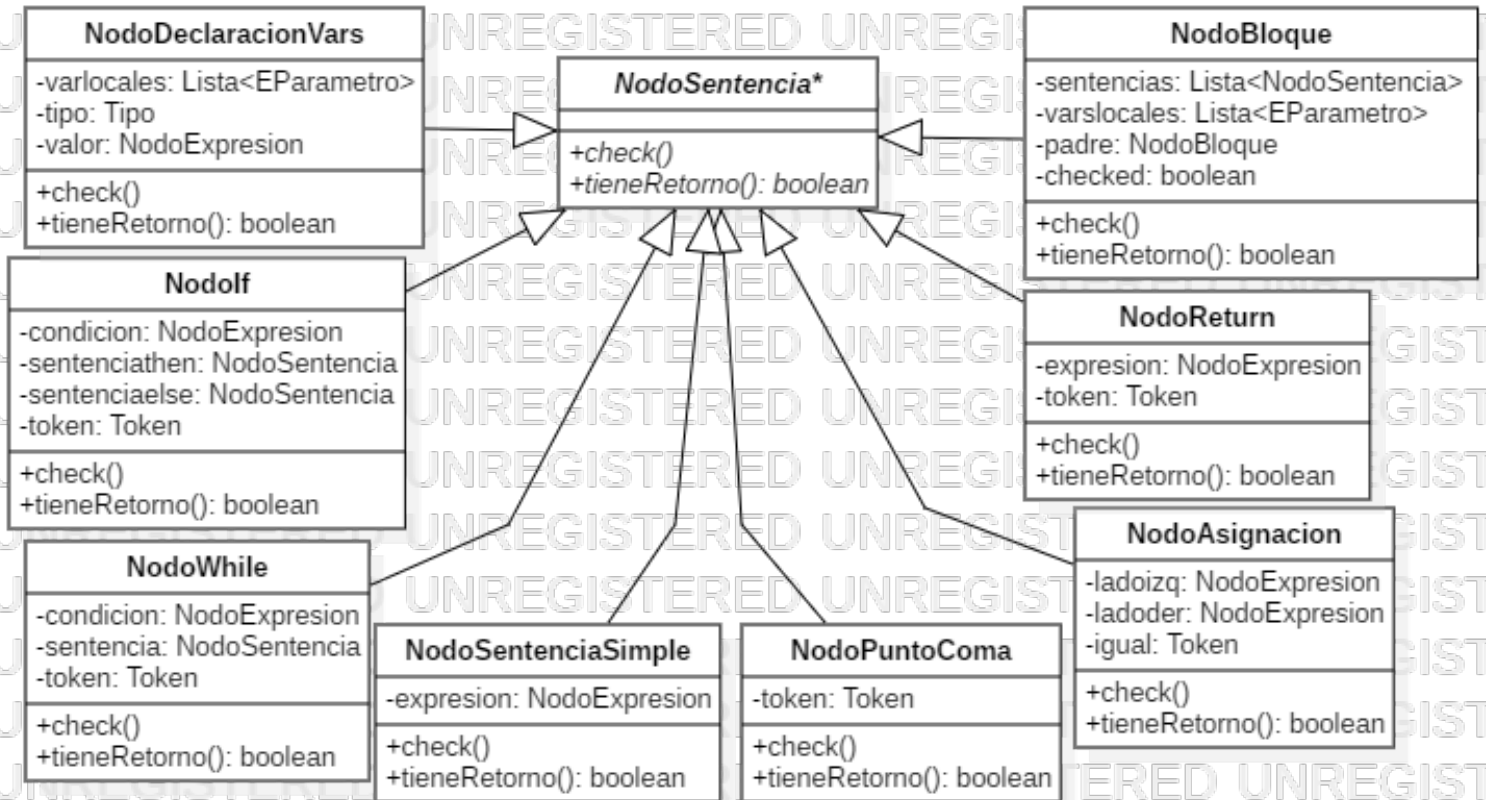 NodoDeclaracionVars
-varlocales: Lista<EParametro>
-tipo: Tipo
-valor: NodoExpresion
+check()
+tieneRetorno(): boolean
NodoSentencia*
+check()
+tieneRetorno(): boolean
NodoBloque
-sentencias: Lista<NodoSentencia>
-varslocales: Lista<EParametro>
-padre: NodoBloque
-checked: boolean
+check()
+tieneRetorno(): boolean
NodoIf
-condicion: NodoExpresion
-sentenciathen: NodoSentencia
-sentenciaelse: NodoSentencia
-token: Token
+check()
+tieneRetorno(): boolean
NodoReturn
-expresion: NodoExpresion
-token: Token
+check()
+tieneRetorno(): boolean
NodoWhile
-condicion: NodoExpresion
-sentencia: NodoSentencia
-token: Token
+check()
+tieneRetorno(): boolean
NodoSentenciaSimple
-expresion: NodoExpresion
+check()
+tieneRetorno(): boolean
NodoPuntoComa
-token: Token
+check()
+tieneRetorno(): boolean
NodoAsignacion
-ladoizq: NodoExpresion
-ladoder: NodoExpresion
-igual: Token
+check()
+tieneRetorno(): boolean
UNREGISTERED